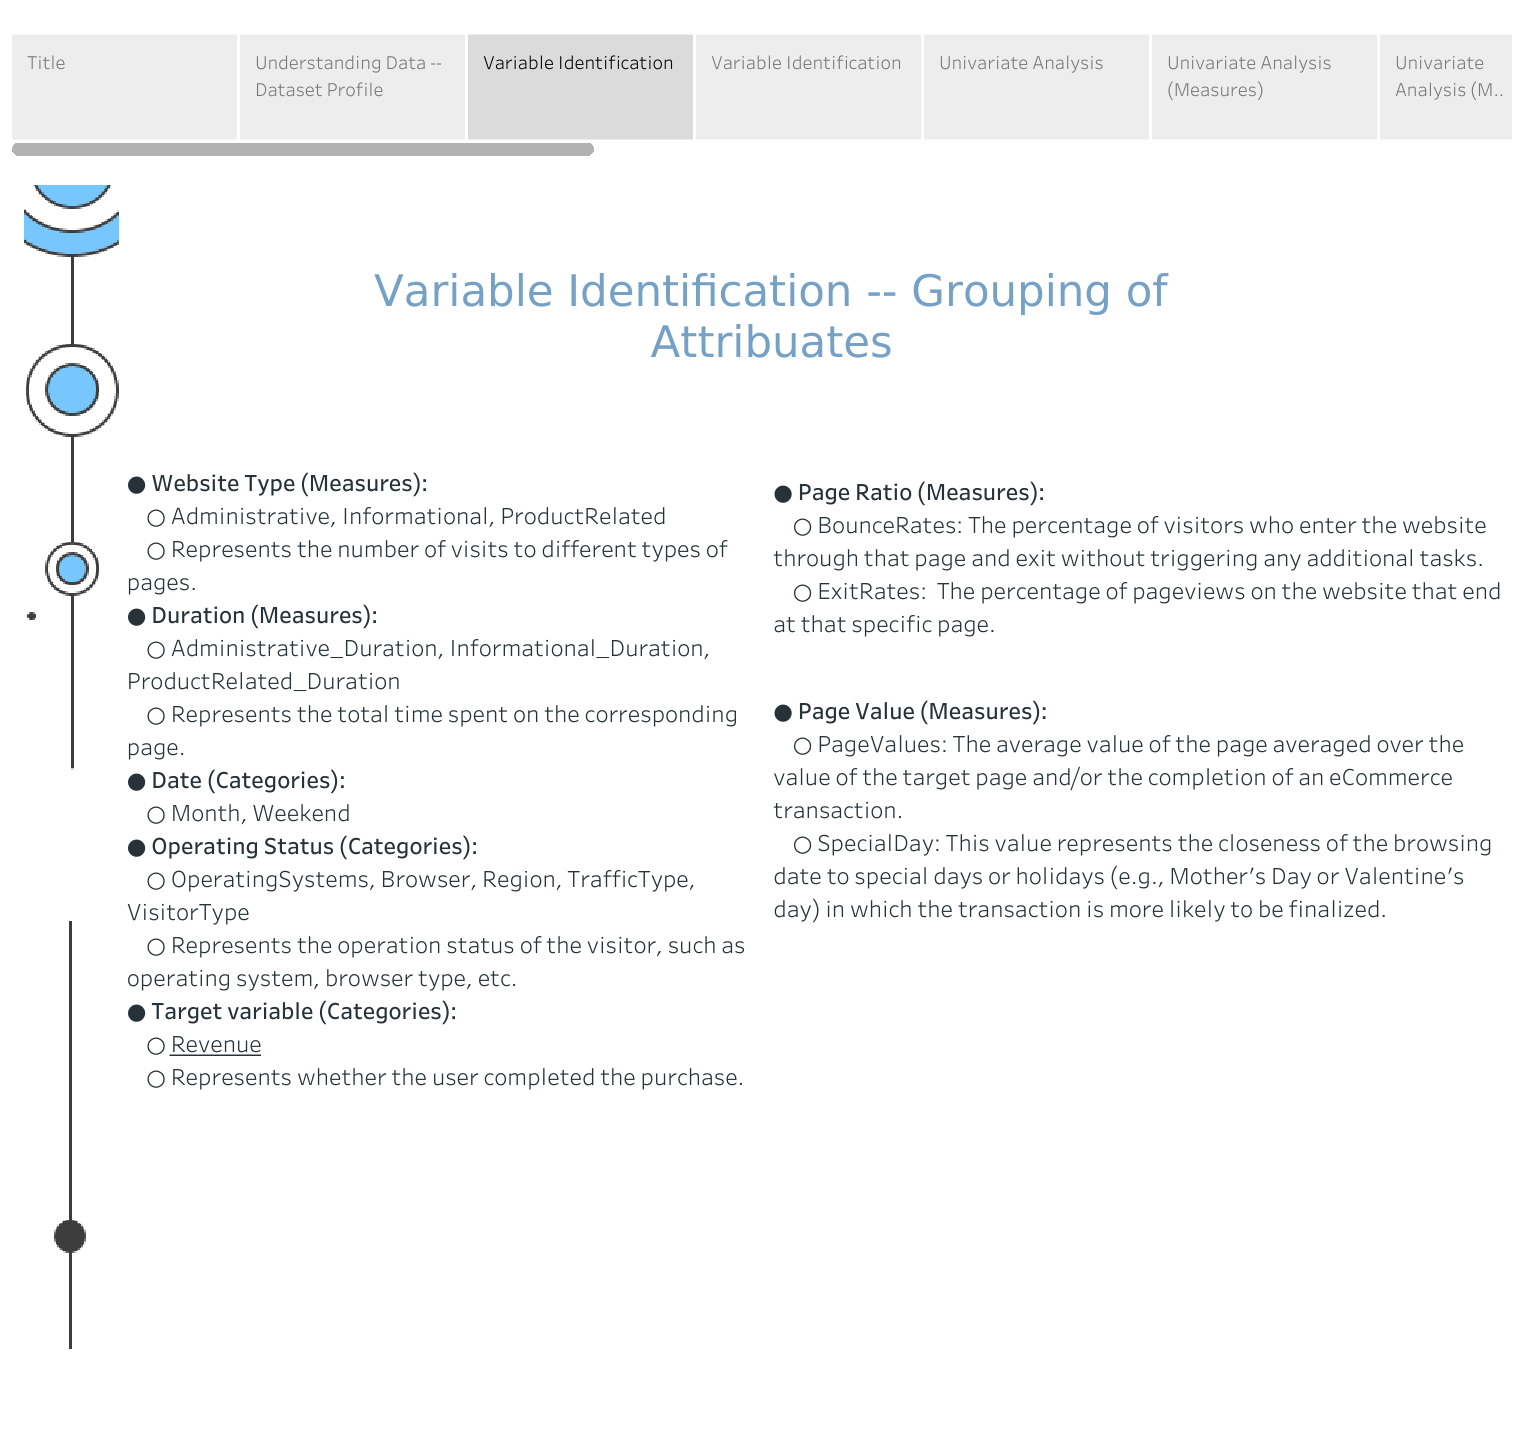 Title
Understanding Data --
Dataset Profile
Variable Identification
Variable Identification
Univariate Analysis
Univariate Analysis
(Measures)
Univariate
Analysis (M..
Variable Identification -- Grouping of
Attribuates
● Website Type (Measures):
○ Administrative, Informational, ProductRelated
○ Represents the number of visits to different types of
pages.
● Duration (Measures):
○ Administrative_Duration, Informational_Duration,
ProductRelated_Duration
○ Represents the total time spent on the corresponding
page.
● Date (Categories):
○ Month, Weekend
● Operating Status (Categories):
○ OperatingSystems, Browser, Region, TrafficType,
VisitorType
○ Represents the operation status of the visitor, such as
operating system, browser type, etc.
● Target variable (Categories):
○ Revenue
○ Represents whether the user completed the purchase.
● Page Ratio (Measures):
○ BounceRates: The percentage of visitors who enter the website
through that page and exit without triggering any additional tasks.
○ ExitRates:  The percentage of pageviews on the website that end
at that specific page.
● Page Value (Measures):
○ PageValues: The average value of the page averaged over the
value of the target page and/or the completion of an eCommerce
transaction.
○ SpecialDay: This value represents the closeness of the browsing
date to special days or holidays (e.g., Mother’s Day or Valentine’s
day) in which the transaction is more likely to be finalized.